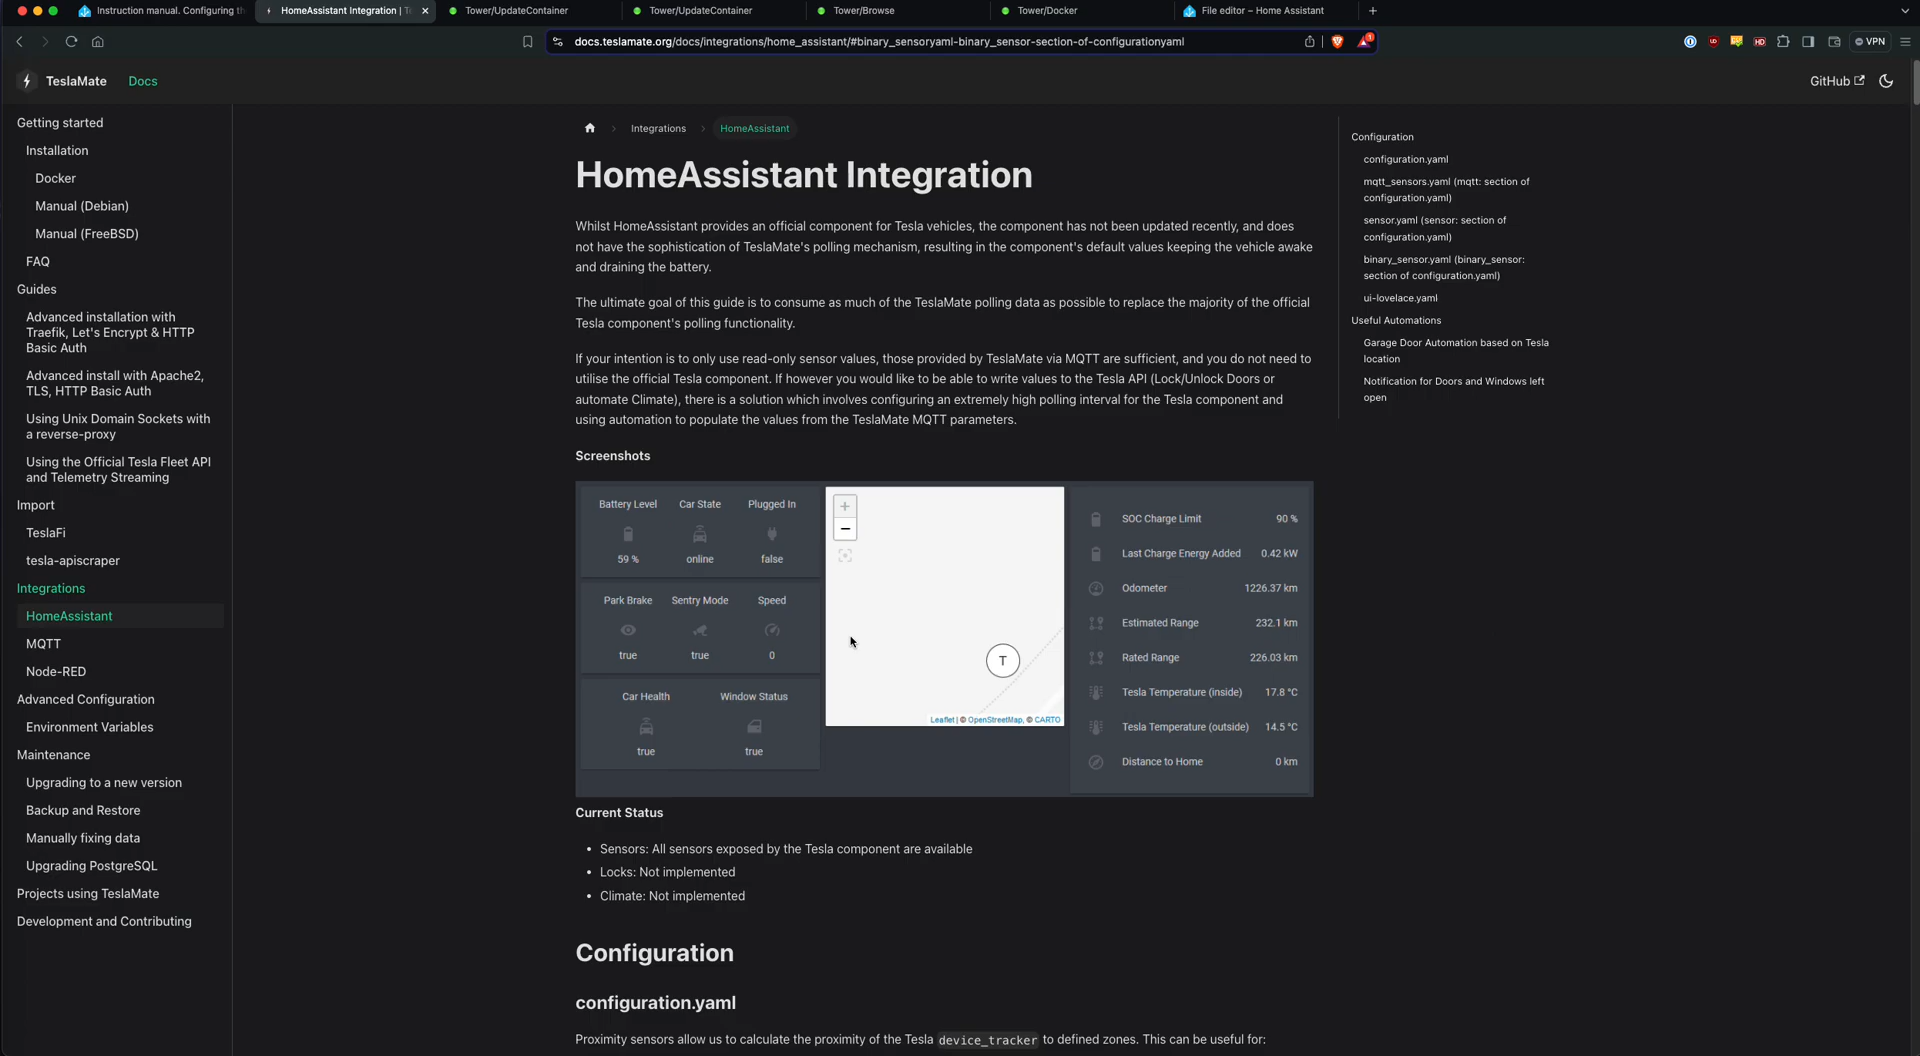 Instruction manual. Configuring th
HomeAssistant Integration | T
Tower/UpdateContainer
Tower/UpdateContainer
Tower/Browse
Tower/Docker
File editor – Home Assistant
docs.teslamate.org/docs/integrations/home_assistant/#binary_sensoryaml-binary_sensor-section-of-configurationyaml
VPN
TeslaMate
Docs
GitHub
Getting started
Installation
Docker
Manual (Debian)
Manual (FreeBSD)
FAQ
Guides
Advanced installation with
Traefik, Let's Encrypt & HTTP
Basic Auth
Advanced install with Apache2,
TLS, HTTP Basic Auth
Using Unix Domain Sockets with
a reverse-proxy
Using the Official Tesla Fleet API
and Telemetry Streaming
Import
TeslaFi
tesla-apiscraper
Integrations
HomeAssistant
MQTT
Node-RED
Advanced Configuration
Environment Variables
Maintenance
Upgrading to a new version
Backup and Restore
Manually fixing data
Upgrading PostgreSQL
Projects using TeslaMate
Development and Contributing
Integrations
HomeAssistant
HomeAssistant Integration
Whilst HomeAssistant provides an official component for Tesla vehicles, the component has not been updated recently, and does
not have the sophistication of TeslaMate's polling mechanism, resulting in the component's default values keeping the vehicle awake
and draining the battery.
The ultimate goal of this guide is to consume as much of the TeslaMate polling data as possible to replace the majority of the official
Tesla component's polling functionality.
If your intention is to only use read-only sensor values, those provided by TeslaMate via MQTT are sufficient, and you do not need to
utilise the official Tesla component. If however you would like to be able to write values to the Tesla API (Lock/Unlock Doors or
automate Climate), there is a solution which involves configuring an extremely high polling interval for the Tesla component and
using automation to populate the values from the TeslaMate MQTT parameters.
Screenshots
Battery Level
Car State
Plugged In
59 %
online
false
Park Brake
Sentry Mode
Speed
true
true
0
Car Health
Window Status
true
true
+
−
T
Leaflet | © OpenStreetMap, © CARTO
SOC Charge Limit 90 %
Last Charge Energy Added 0.42 kW
Odometer 1226.37 km
Estimated Range 232.1 km
Rated Range 226.03 km
Tesla Temperature (inside) 17.8 °C
Tesla Temperature (outside) 14.5 °C
Distance to Home 0 km
Current Status
• Sensors: All sensors exposed by the Tesla component are available
• Locks: Not implemented
• Climate: Not implemented
Configuration
configuration.yaml
Proximity sensors allow us to calculate the proximity of the Tesla device_tracker to defined zones. This can be useful for:
Configuration
configuration.yaml
mqtt_sensors.yaml (mqtt: section of
configuration.yaml)
sensor.yaml (sensor: section of
configuration.yaml)
binary_sensor.yaml (binary_sensor:
section of configuration.yaml)
ui-lovelace.yaml
Useful Automations
Garage Door Automation based on Tesla
location
Notification for Doors and Windows left
open